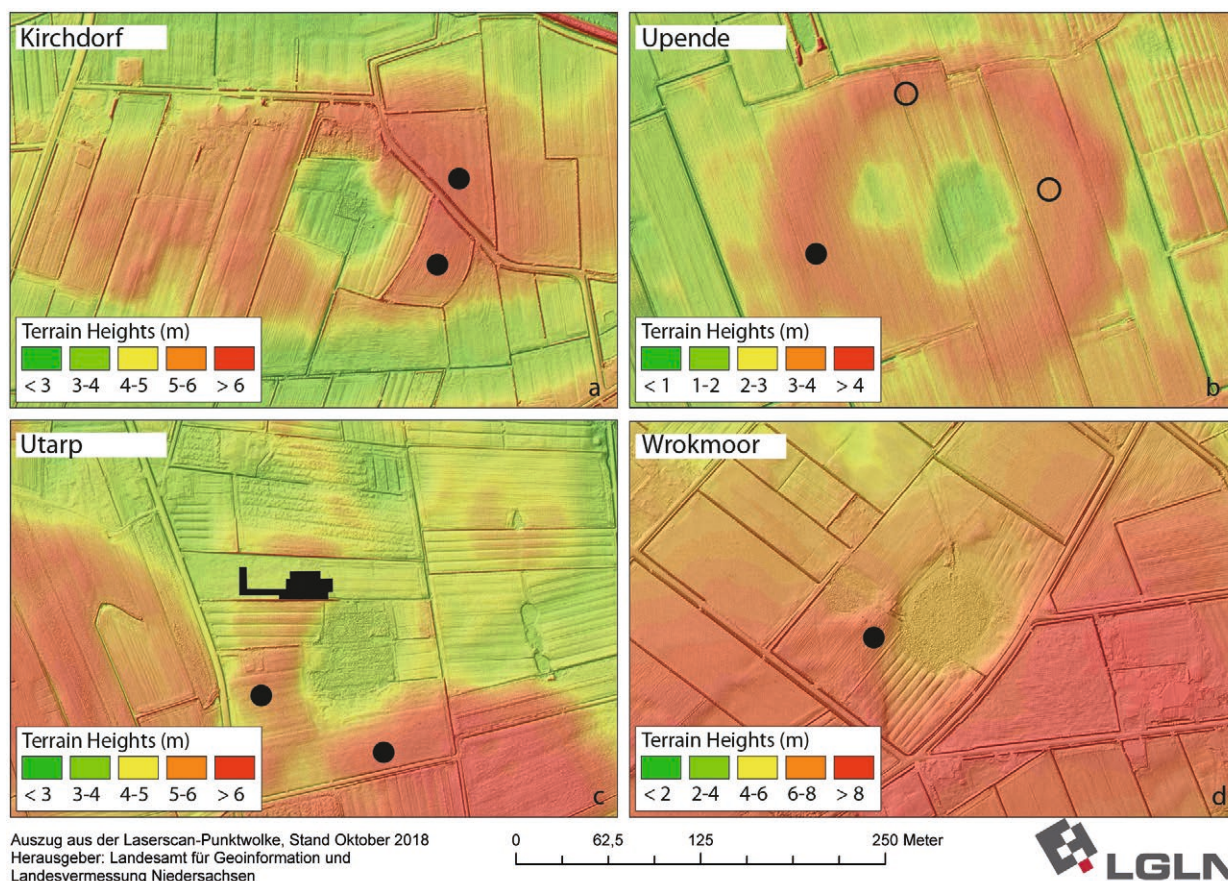 Kirchdorf
Terrain Heights (m)
< 3 3-4 4-5 5-6 > 6
a
Upende
Terrain Heights (m)
< 1 1-2 2-3 3-4 > 4
b
Utarp
Terrain Heights (m)
< 3 3-4 4-5 5-6 > 6
c
Wrokmoor
Terrain Heights (m)
< 2 2-4 4-6 6-8 > 8
d
Auszug aus der Laserscan-Punktwolke, Stand Oktober 2018
Herausgeber: Landesamt für Geoinformation und
Landesvermessung Niedersachsen
0 62,5 125 250 Meter
LGLN